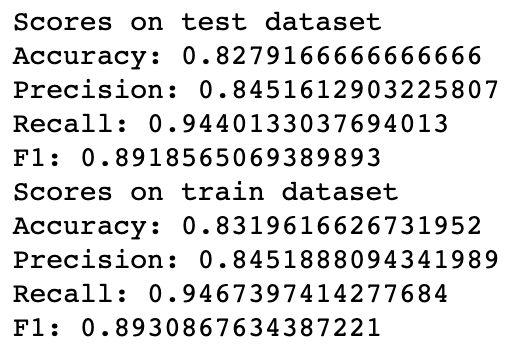 Scores on test dataset
Accuracy: 0.8279166666666666
Precision: 0.8451612903225807
Recall: 0.9440133037694013
F1: 0.8918565069389893
Scores on train dataset
Accuracy: 0.8319616626731952
Precision: 0.8451888094341989
Recall: 0.9467397414277684
F1: 0.8930867634387221